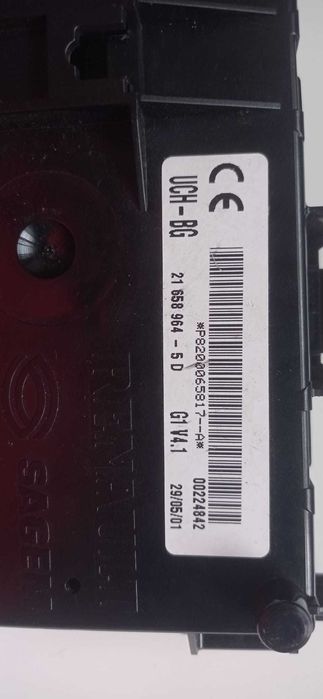 UCH-BG
CE
21 658 964 - 5 D
G1 V4.1
29/05/01
*P8200065817--A*
00224842
RENAULT
SAGEM